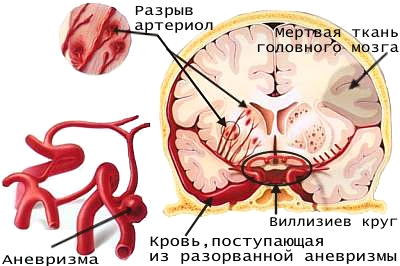 Разрыв
артериол
Мертвая ткань
головного мозга
Виллизиев круг
Аневризма
Кровь,поступающая
из разорванной аневризмы